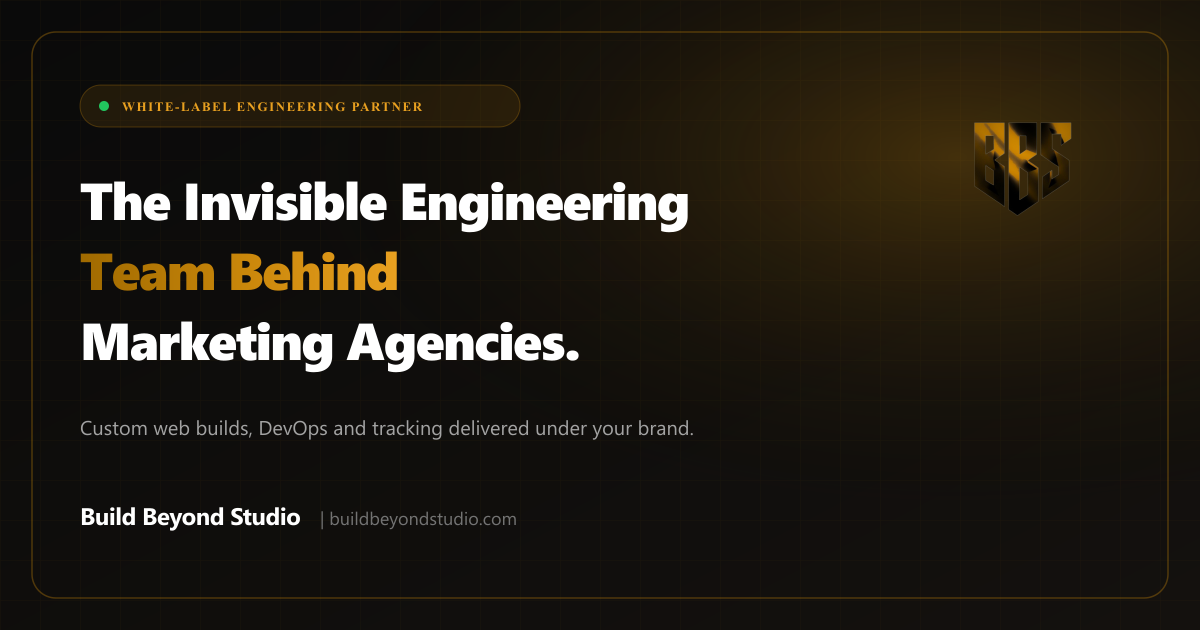 WHITE-LABEL ENGINEERING PARTNER
BBS
The Invisible Engineering
Team Behind
Marketing Agencies.
Custom web builds, DevOps and tracking delivered under your brand.
Build Beyond Studio | buildbeyondstudio.com